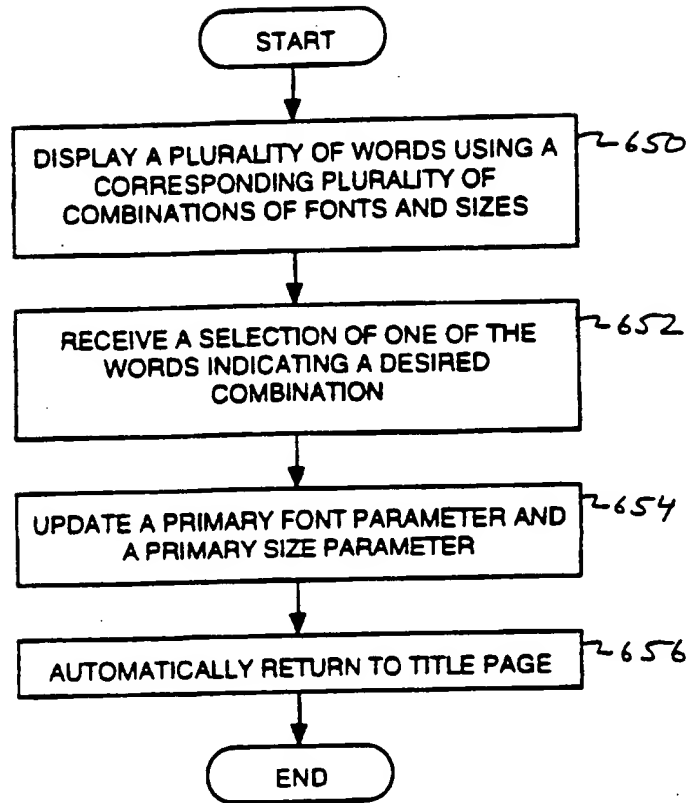 START
DISPLAY A PLURALITY OF WORDS USING A
CORRESPONDING PLURALITY OF
COMBINATIONS OF FONTS AND SIZES
650
RECEIVE A SELECTION OF ONE OF THE
WORDS INDICATING A DESIRED
COMBINATION
652
UPDATE A PRIMARY FONT PARAMETER AND
A PRIMARY SIZE PARAMETER
654
AUTOMATICALLY RETURN TO TITLE PAGE
656
END